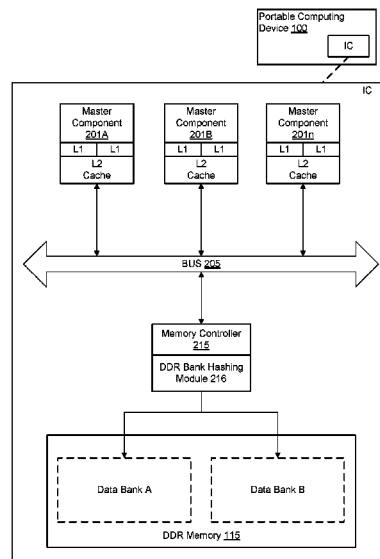 Portable Computing
Device 100
IC
IC
Master
Component
201A
L1 L1
L2
Cache
Master
Component
201B
L1 L1
L2
Cache
Master
Component
201n
L1 L1
L2
Cache
BUS 205
Memory Controller
215
DDR Bank Hashing
Module 216
Data Bank A
Data Bank B
DDR Memory 115